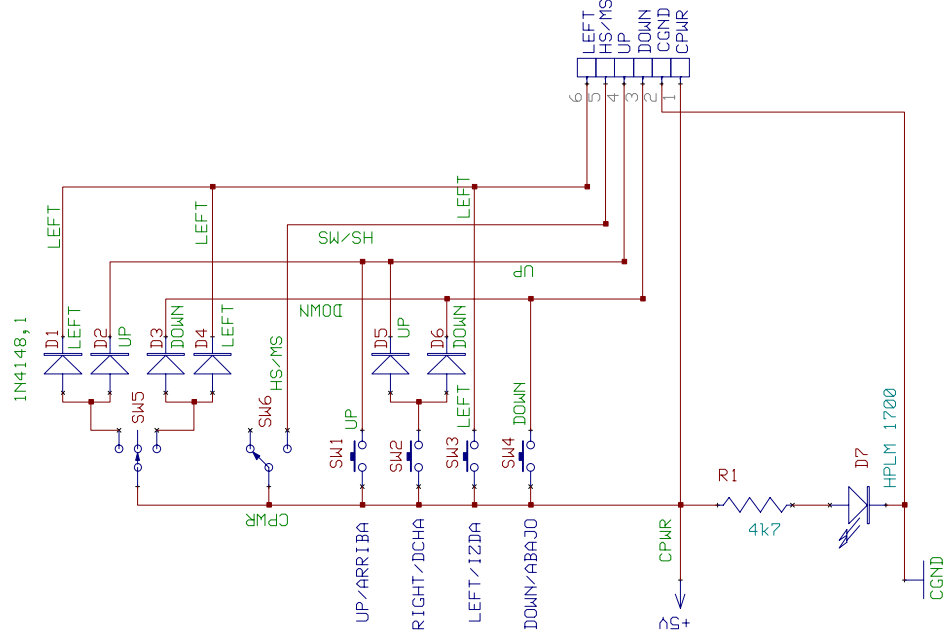 LEFT
HS/MS
UP
DOWN
CGND
CPWR
6
5
4
3
2
1
LEFT
LEFT
LEFT
HS/MS
UP
DOWN
1N4148,1
D1
LEFT
D2
UP
D3
DOWN
D4
LEFT
D5
UP
D6
DOWN
SW5
SW6
HS/MS
SW1
UP
SW2
SW3
LEFT
SW4
DOWN
CPWR
UP/ARRIBA
RIGHT/DCHA
LEFT/IZDA
DOWN/ABAJO
R1
4k7
D7
HPLM 1700
CPWR
+5V
CGND